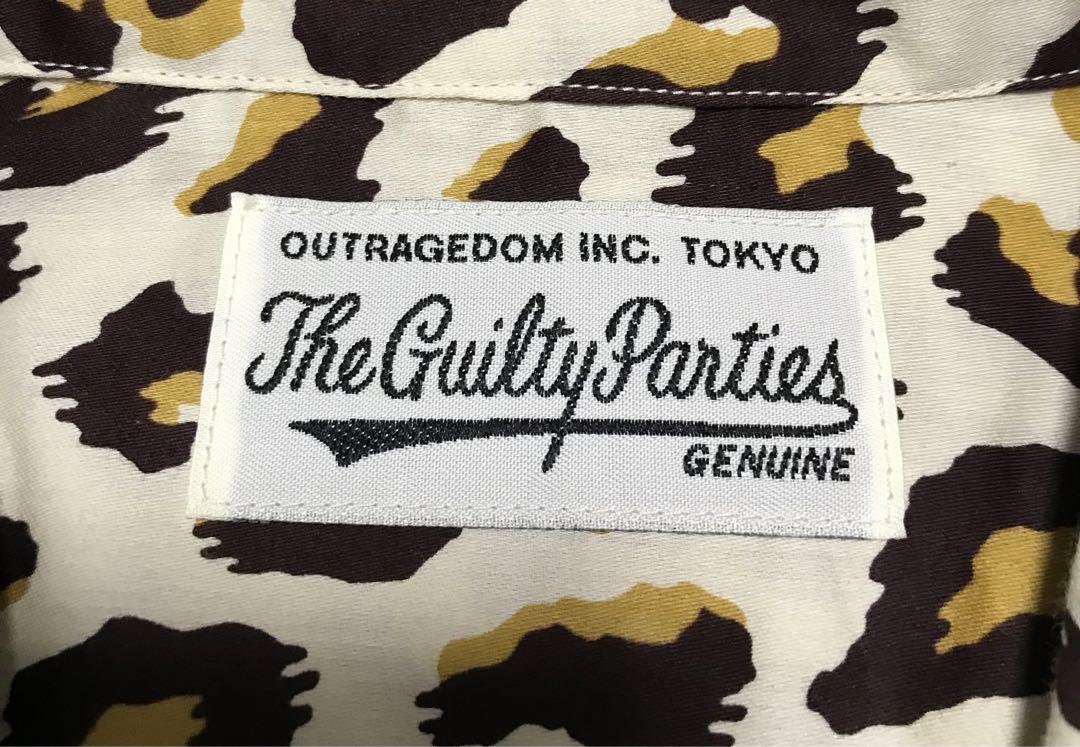 OUTRAGEDOM INC. TOKYO
The Guilty Parties
GENUINE